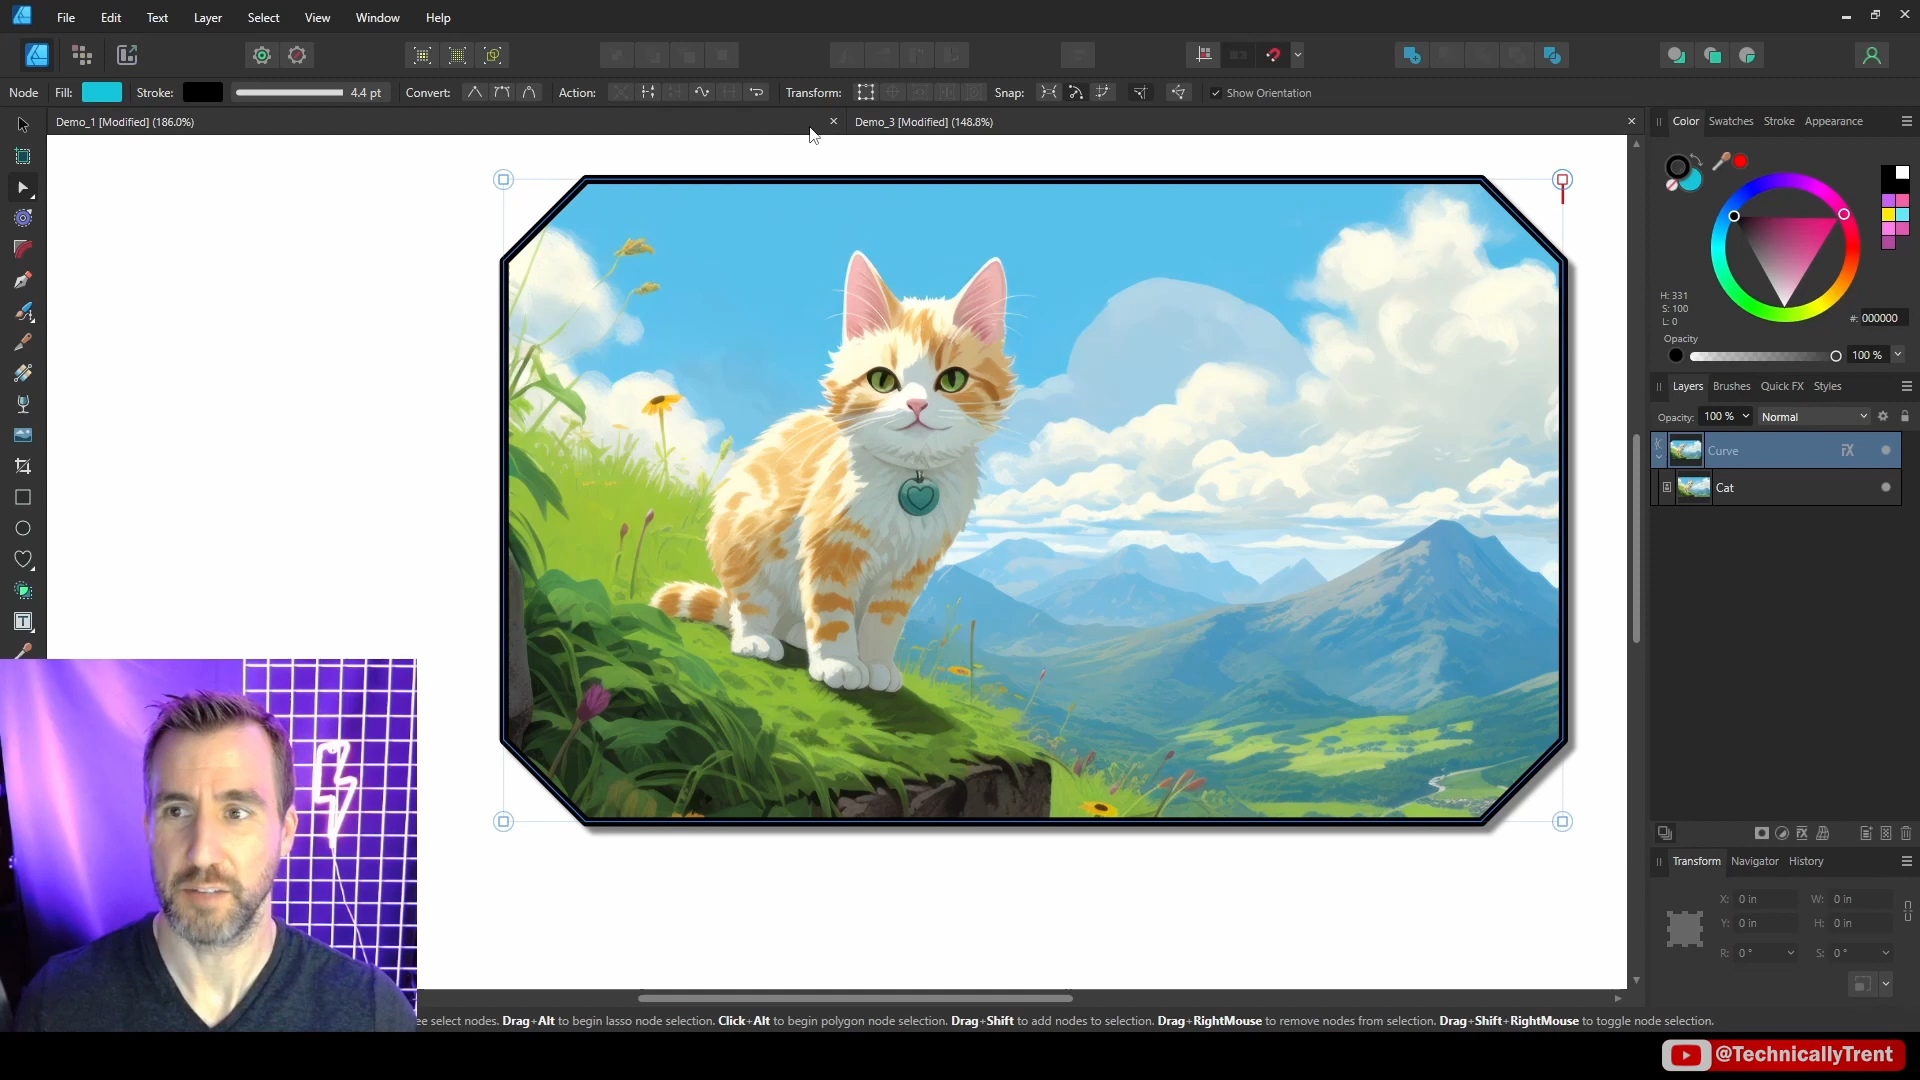 File Edit Text Layer Select View Window Help
Node Fill: Stroke: 4.4 pt Convert: Action: Transform: Snap: Show Orientation
Demo_1 [Modified] (186.0%)
Demo_3 [Modified] (148.8%)
Color Swatches Stroke Appearance
H: 331
S: 100
L: 0
#: 000000
Opacity
100 %
Layers Brushes Quick FX Styles
Opacity: 100 % Normal
Curve
Cat
Transform Navigator History
X: 0 in W: 0 in
Y: 0 in H: 0 in
R: 0 ° S: 0 °
select nodes. Drag+Alt to begin lasso node selection. Click+Alt to begin polygon node selection. Drag+Shift to add nodes to selection. Drag+RightMouse to remove nodes from selection. Drag+Shift+RightMouse to toggle node selection.
@TechnicallyTrent